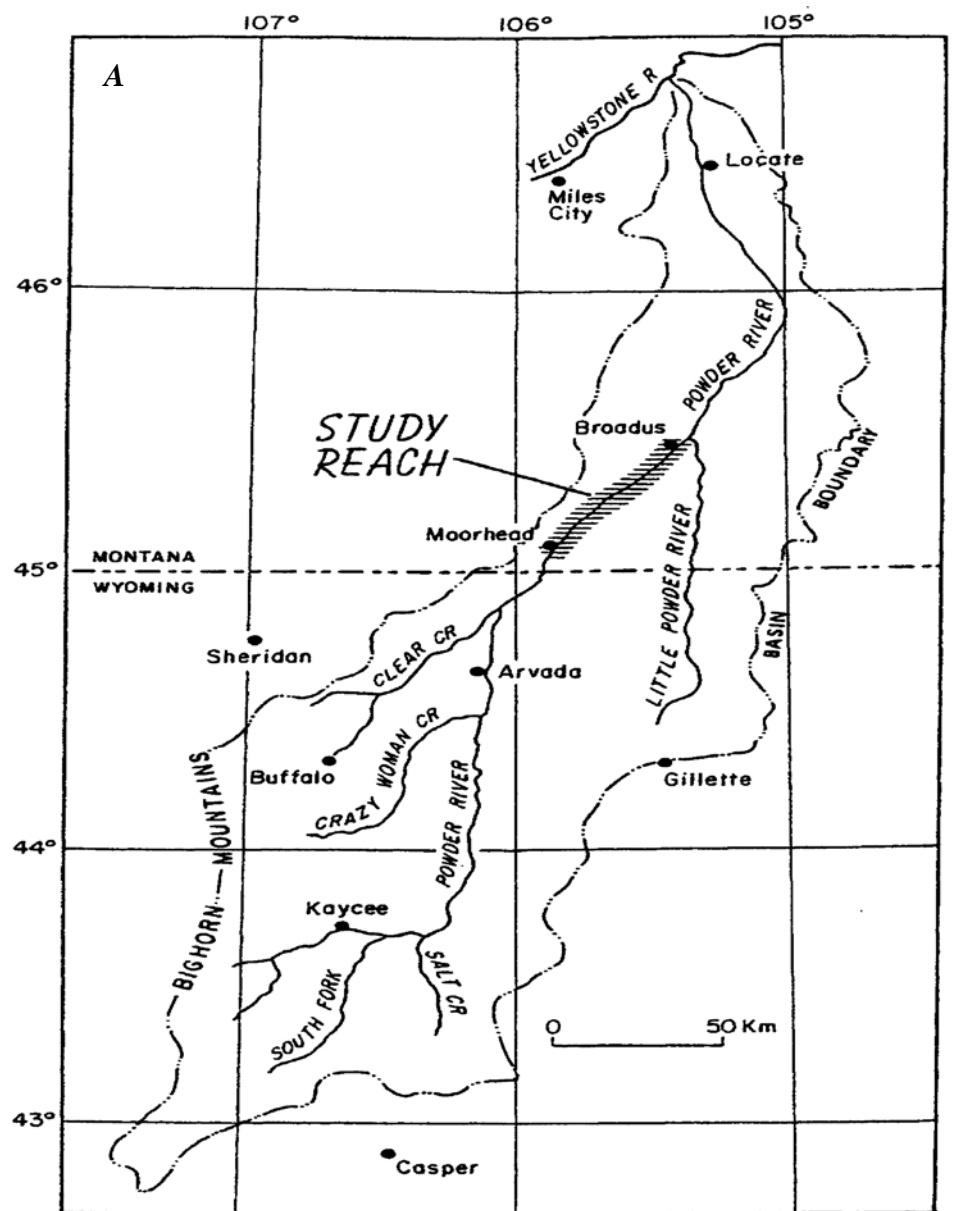 107°
106°
105°
A
YELLOWSTONE R
Locate
Miles
City
46°
POWDER RIVER
STUDY
REACH
Broadus
BOUNDARY
Moorhead
MONTANA
45°
WYOMING
LITTLE POWDER RIVER
BASIN
Sheridan
CLEAR CR
Arvada
CRAZY WOMAN CR
Buffalo
Gillette
POWDER RIVER
BIGHORN MOUNTAINS
44°
Kaycee
SALT CR
SOUTH FORK
0 50 Km
43°
Casper